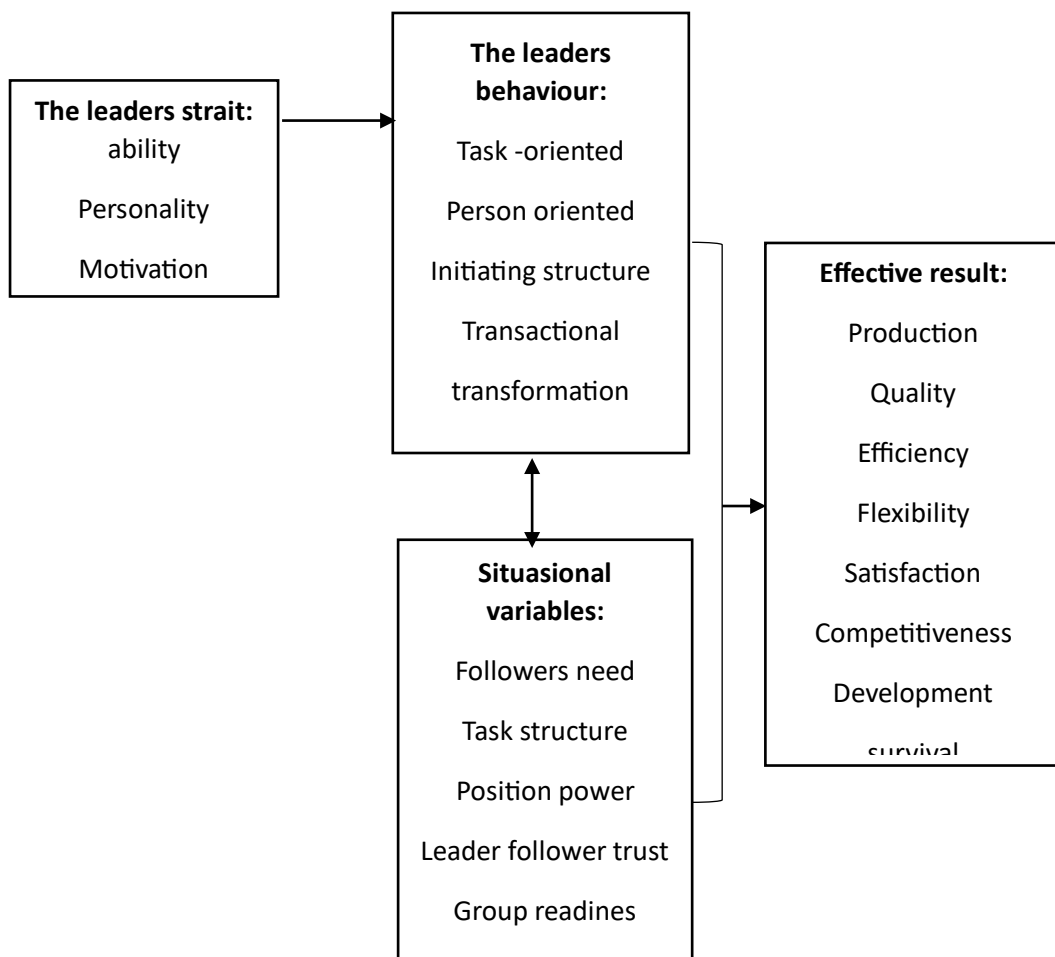 The leaders strait:
ability
Personality
Motivation
The leaders
behaviour:
Task -oriented
Person oriented
Initiating structure
Transactional
transformation
Situasional
variables:
Followers need
Task structure
Position power
Leader follower trust
Group readines
Effective result:
Production
Quality
Efficiency
Flexibility
Satisfaction
Competitiveness
Development
survival